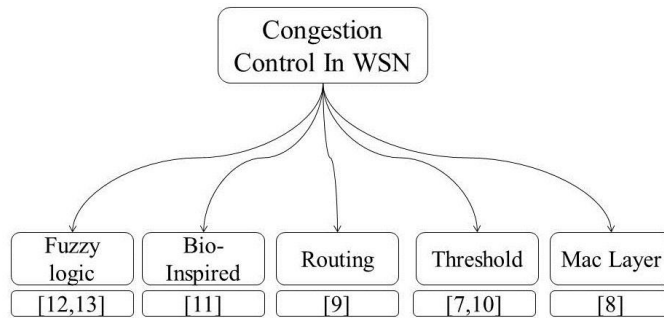 Congestion
Control In WSN
Fuzzy
logic
Bio-
Inspired
Routing
Threshold
Mac Layer
[12,13]
[11]
[9]
[7,10]
[8]